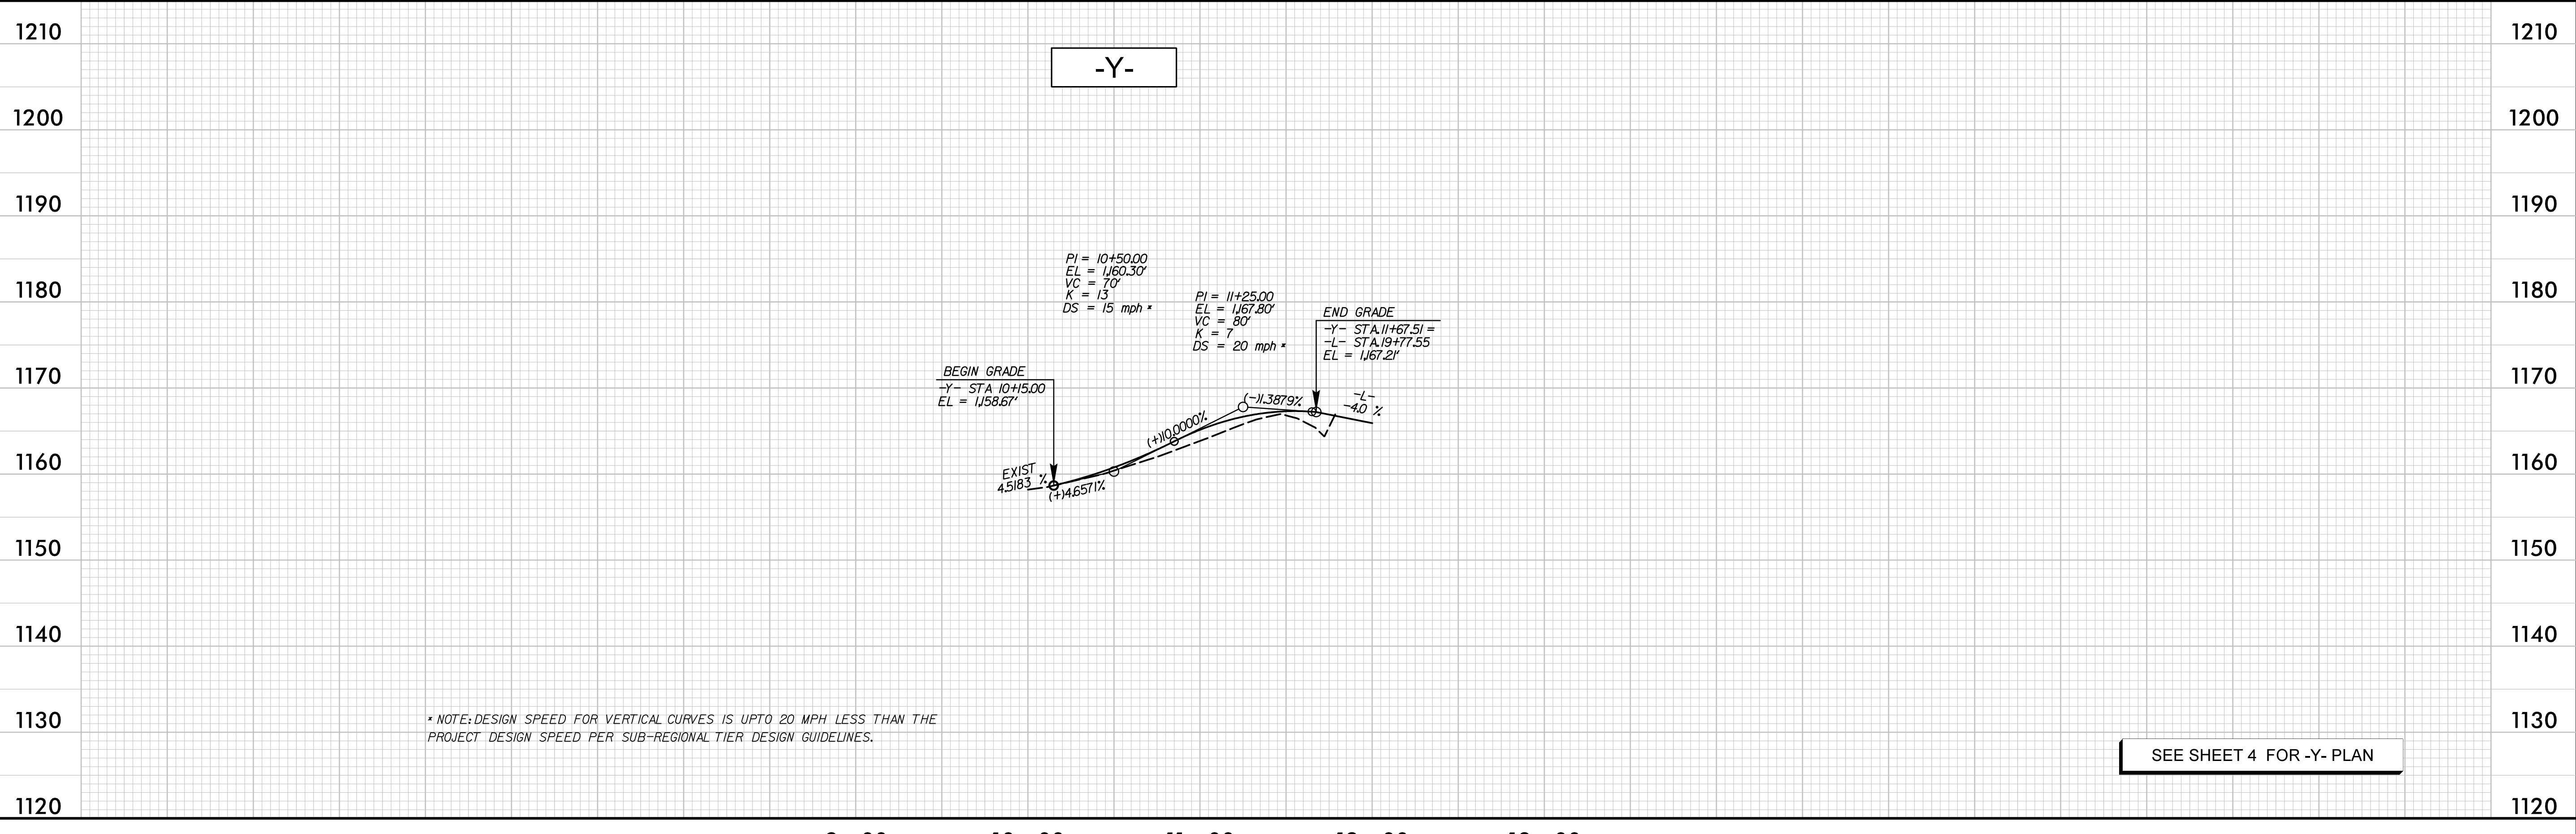 1210 1210
-Y-
1200 1200
1190 1190
PI = 10+50.00
EL = 1,160.30'
VC = 70'
K = 13
DS = 15 mph *
1180 1180
PI = 11+25.00
EL = 1,167.80'
VC = 80'
K = 7
DS = 20 mph *
END GRADE
-Y- STA.11+67.51 =
-L- STA.19+77.55
EL = 1,167.21'
1170 1170
BEGIN GRADE
-Y- STA 10+15.00
EL = 1,158.67'
(-)1.3879%
-L-
-4.0 %
(+)10.0000%
1160 1160
EXIST
4.5183 %
(+)4.6571%
1150 1150
1140 1140
1130 1130
* NOTE: DESIGN SPEED FOR VERTICAL CURVES IS UPTO 20 MPH LESS THAN THE
PROJECT DESIGN SPEED PER SUB-REGIONAL TIER DESIGN GUIDELINES.
SEE SHEET 4 FOR -Y- PLAN
1120 1120